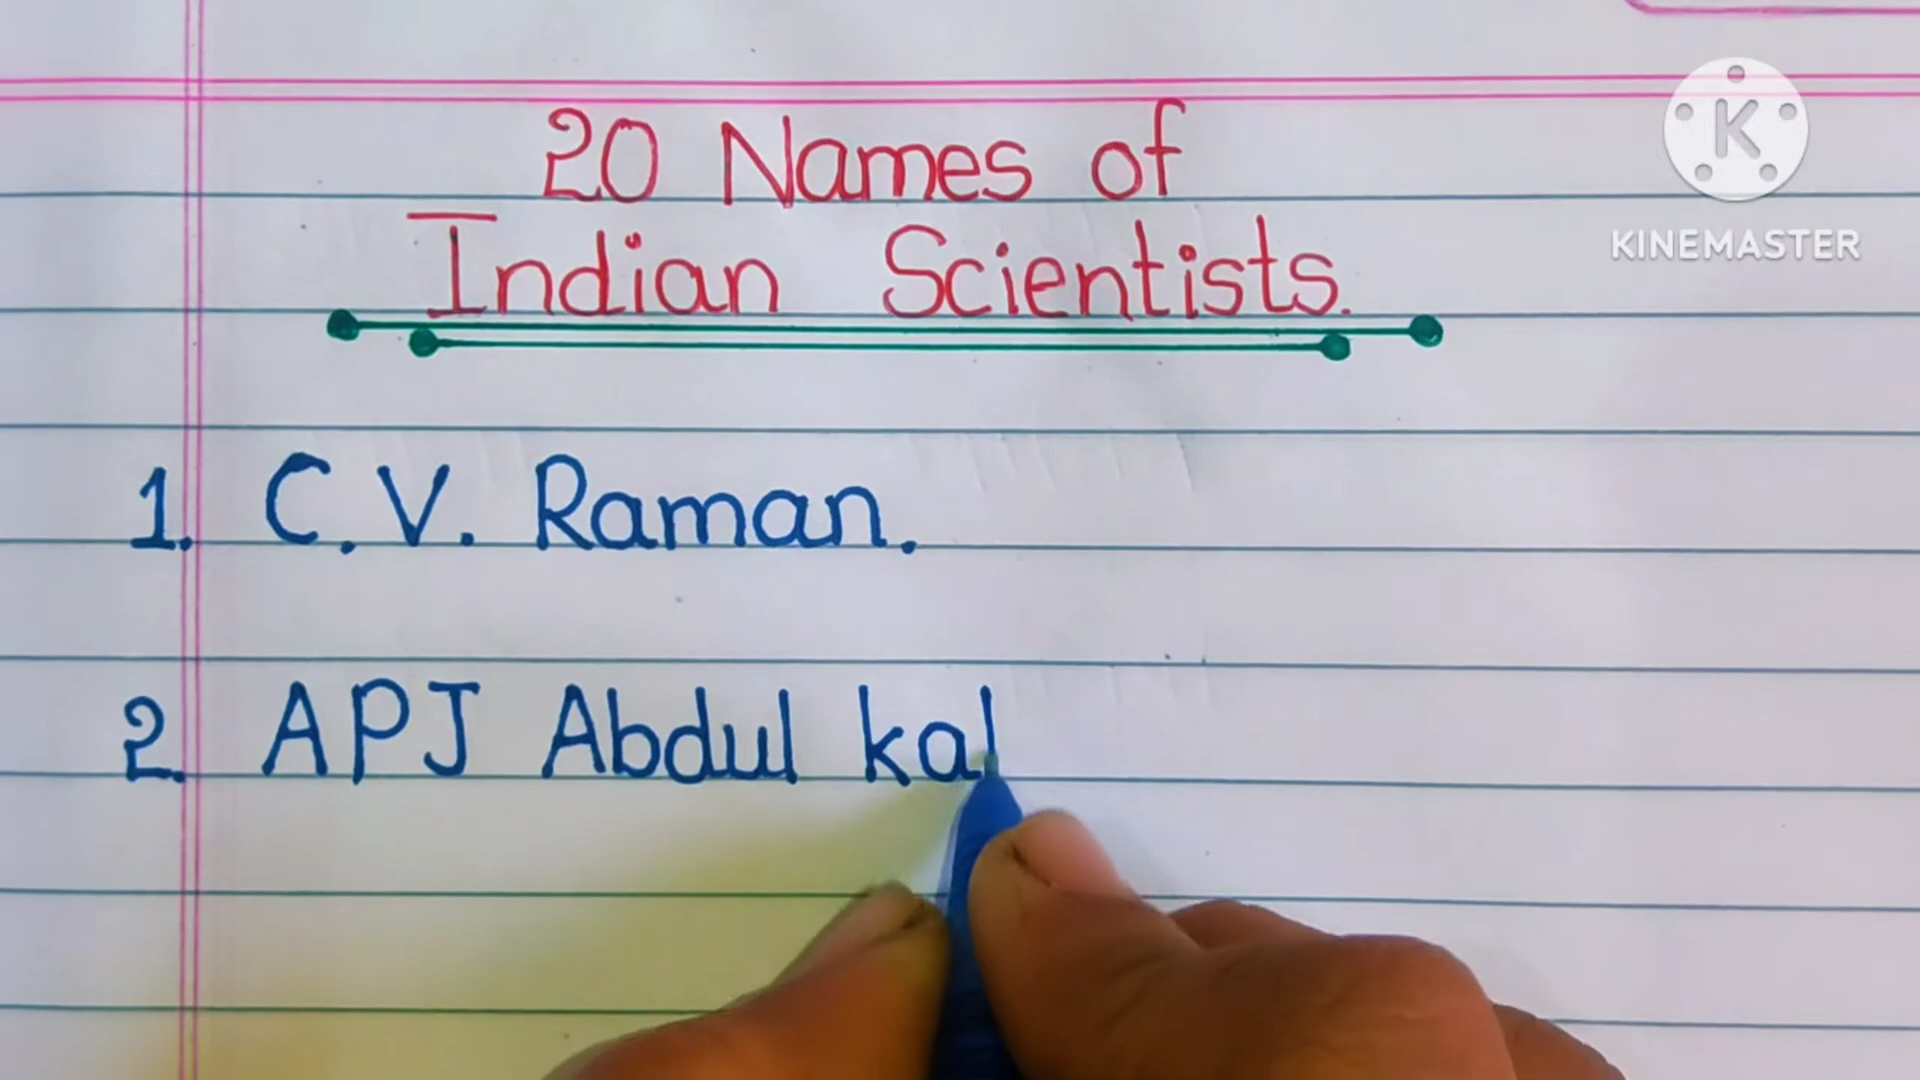 20 Names of
Indian Scientists.
K
KINEMASTER
1. C.V. Raman.
2. APJ Abdul kal